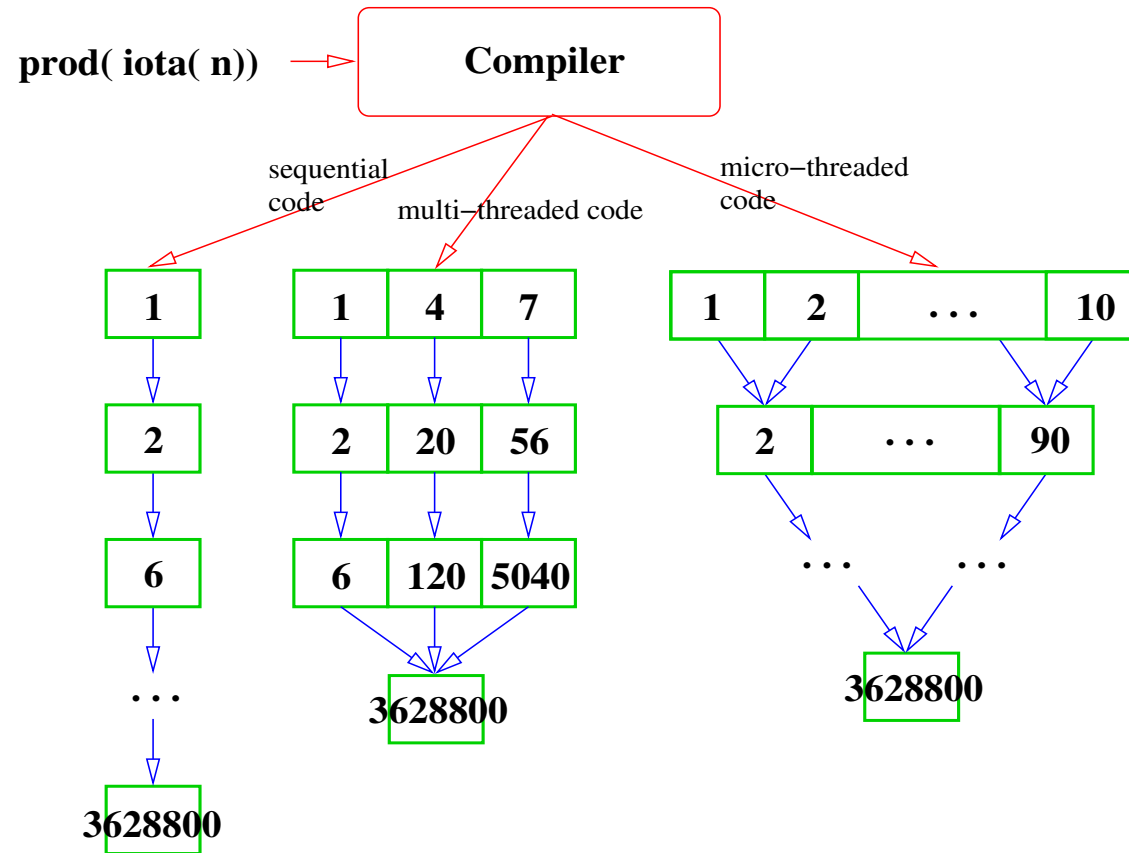 prod( iota( n))
Compiler
sequential
code
multi−threaded code
micro−threaded
code
1
2
6
...
3628800
1 4 7
2 20 56
6 120 5040
3628800
1 2 ... 10
2 ... 90
... ...
3628800